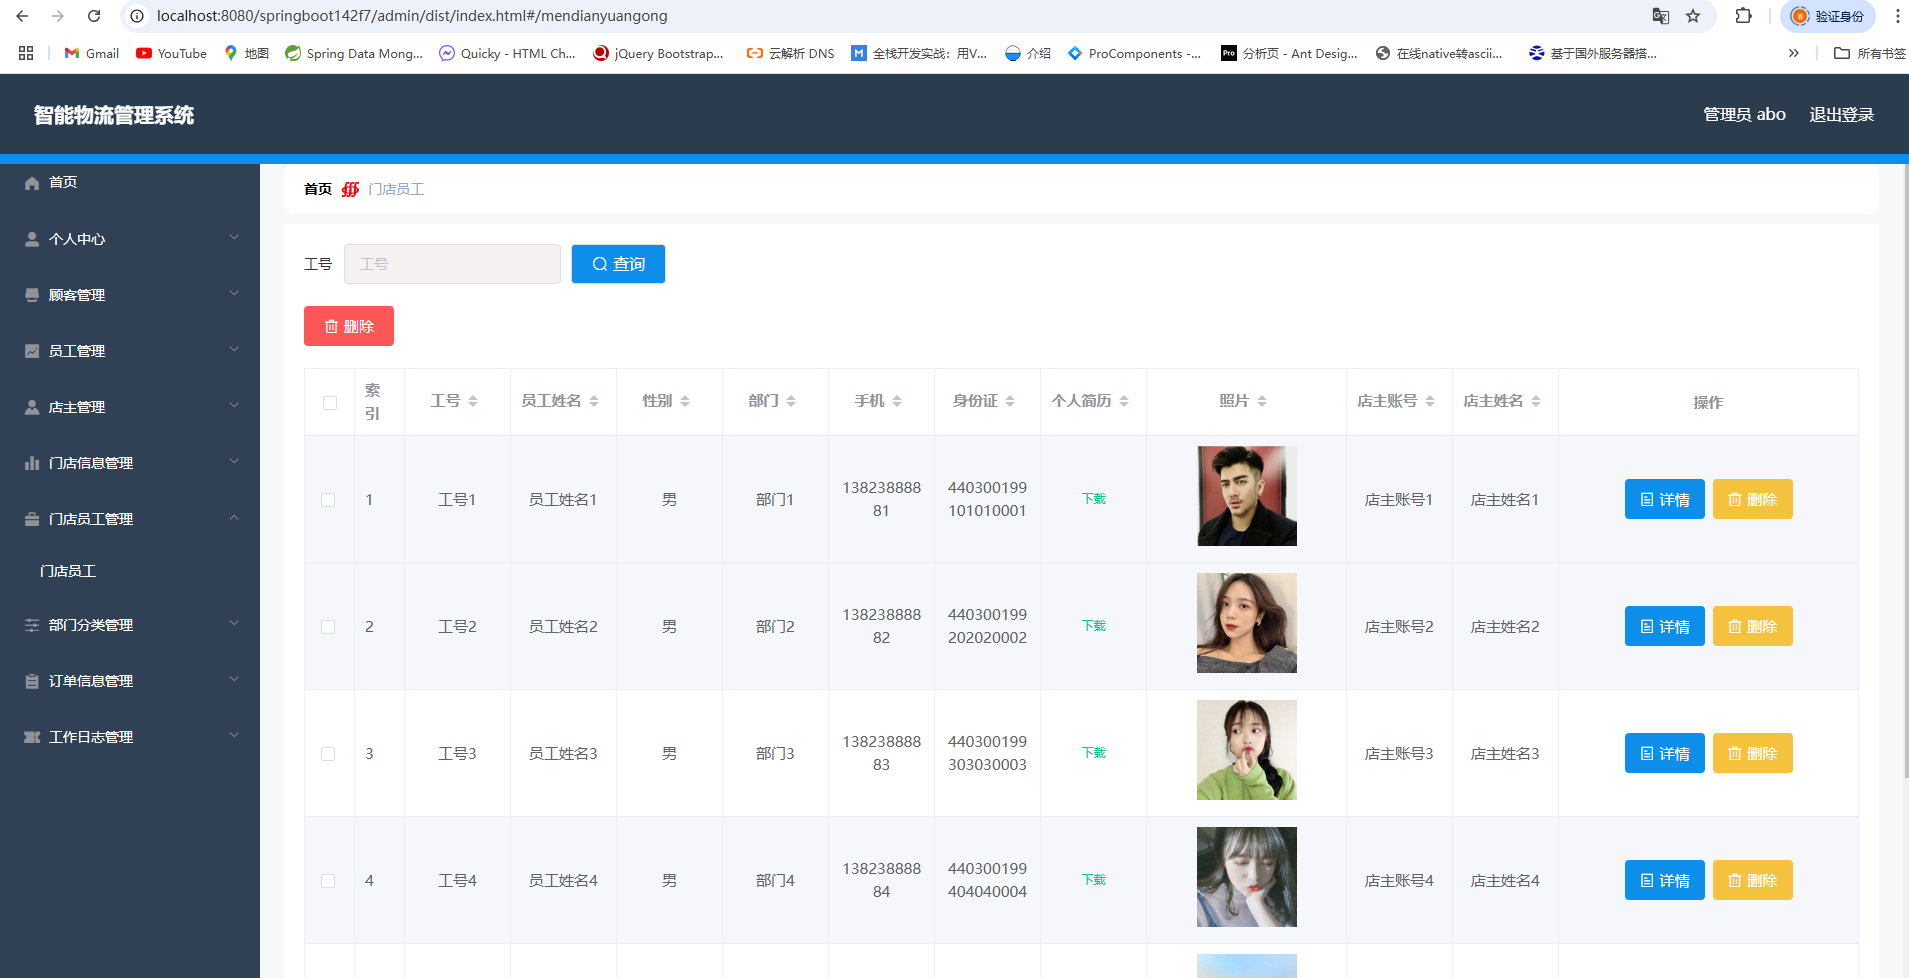 localhost:8080/springboot142f7/admin/dist/index.html#/mendianyuangong
验证身份
Gmail YouTube 地图 Spring Data Mong... Quicky - HTML Ch... jQuery Bootstrap... 云解析 DNS 全栈开发实战：用V... 介绍 ProComponents -... Pro 分析页 - Ant Desig... 在线native转ascii... 基于国外服务器搭... » 所有书签
智能物流管理系统
管理员 abo 退出登录
首页
个人中心
顾客管理
员工管理
店主管理
门店信息管理
门店员工管理
门店员工
部门分类管理
订单信息管理
工作日志管理
首页 门店员工
工号 工号 查询
删除
索引 工号 员工姓名 性别 部门 手机 身份证 个人简历 照片 店主账号 店主姓名 操作
1 工号1 员工姓名1 男 部门1 13823888881 440300199101010001 下载 店主账号1 店主姓名1 详情 删除
2 工号2 员工姓名2 男 部门2 13823888882 440300199202020002 下载 店主账号2 店主姓名2 详情 删除
3 工号3 员工姓名3 男 部门3 13823888883 440300199303030003 下载 店主账号3 店主姓名3 详情 删除
4 工号4 员工姓名4 男 部门4 13823888884 440300199404040004 下载 店主账号4 店主姓名4 详情 删除